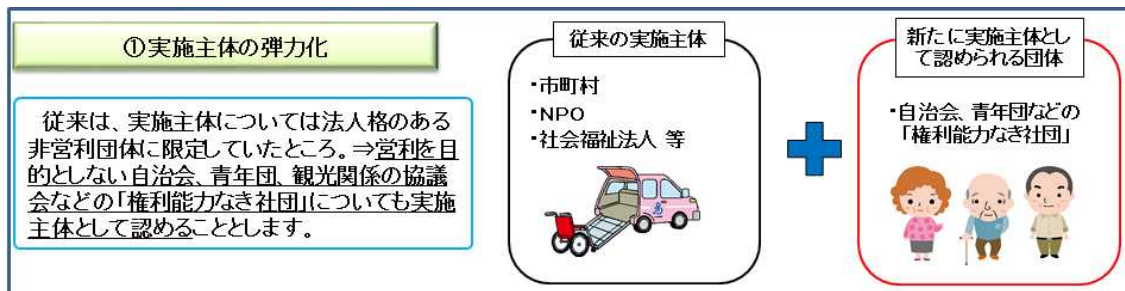 ①実施主体の弾力化
従来は、実施主体については法人格のある
非営利団体に限定していたところ。⇒営利を目
的としない自治会、青年団、観光関係の協議
会などの「権利能力なき社団」についても実施
主体として認めることとします。
従来の実施主体
・市町村
・NPO
・社会福祉法人 等
新たに実施主体とし
て認められる団体
・自治会、青年団などの
「権利能力なき社団」